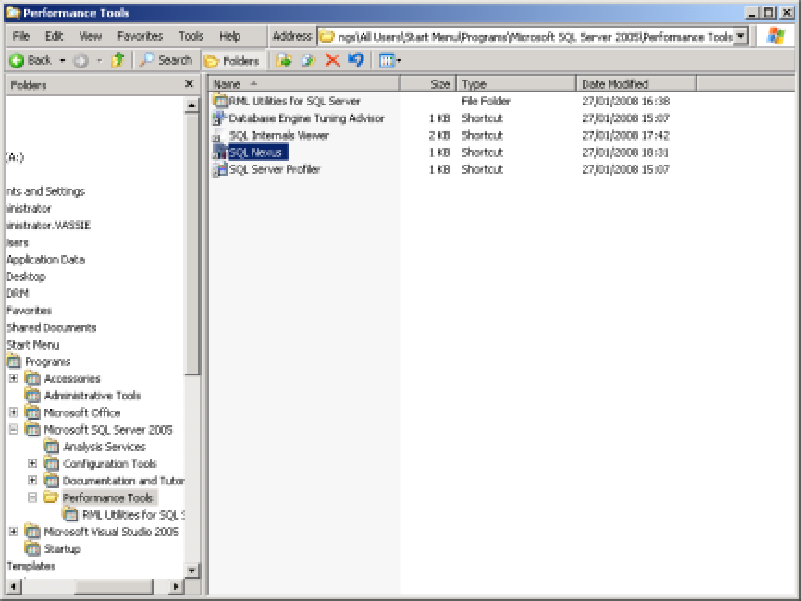 Performance Tools
File Edit View Favorites Tools Help Address ngs\All Users\Start Menu\Programs\Microsoft SQL Server 2005\Performance Tools
Back Search Folders
Folders
Name Size Type Date Modified
RML Utilities for SQL Server File Folder 27/01/2008 16:38
Database Engine Tuning Advisor 1 KB Shortcut 27/01/2008 15:07
SQL Internals Viewer 2 KB Shortcut 27/01/2008 17:42
SQL Nexus 1 KB Shortcut 27/01/2008 18:31
SQL Server Profiler 1 KB Shortcut 27/01/2008 15:07
(A:)
nts and Settings
inistrator
inistrator.VASSIE
Users
Application Data
Desktop
DRM
Favorites
Shared Documents
Start Menu
Programs
Accessories
Administrative Tools
Microsoft Office
Microsoft SQL Server 2005
Analysis Services
Configuration Tools
Documentation and Tutor
Performance Tools
RML Utilities for SQL S
Microsoft Visual Studio 2005
Startup
Templates